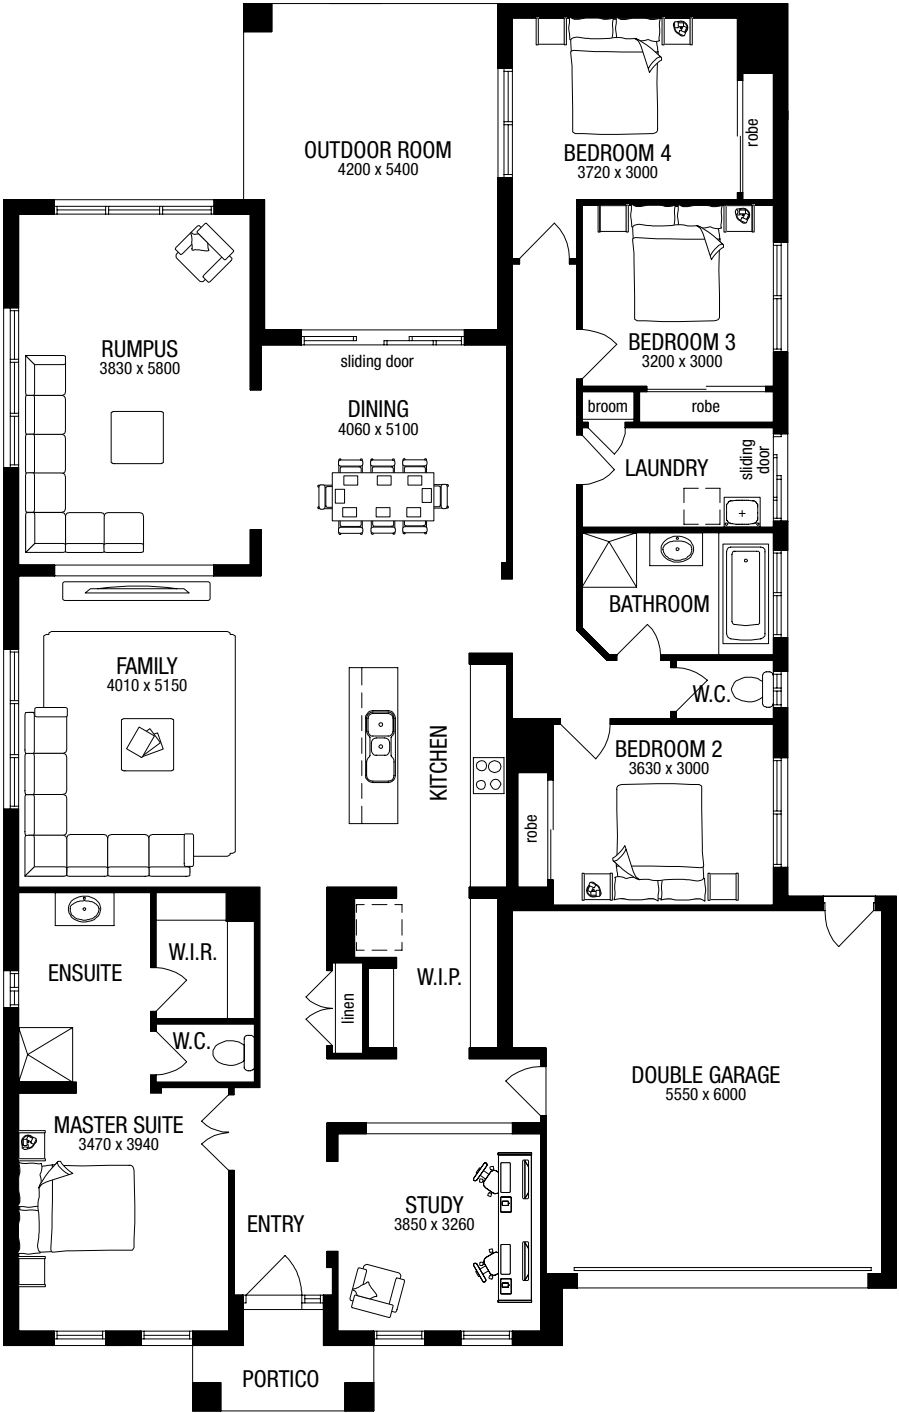 OUTDOOR ROOM
4200 x 5400
BEDROOM 4
3720 x 3000
robe
RUMPUS
3830 x 5800
sliding door
BEDROOM 3
3200 x 3000
DINING
4060 x 5100
broom
robe
LAUNDRY
sliding
door
BATHROOM
FAMILY
4010 x 5150
W.C.
KITCHEN
BEDROOM 2
3630 x 3000
robe
ENSUITE
W.I.R.
W.I.P.
linen
W.C.
DOUBLE GARAGE
5550 x 6000
MASTER SUITE
3470 x 3940
STUDY
3850 x 3260
ENTRY
PORTICO